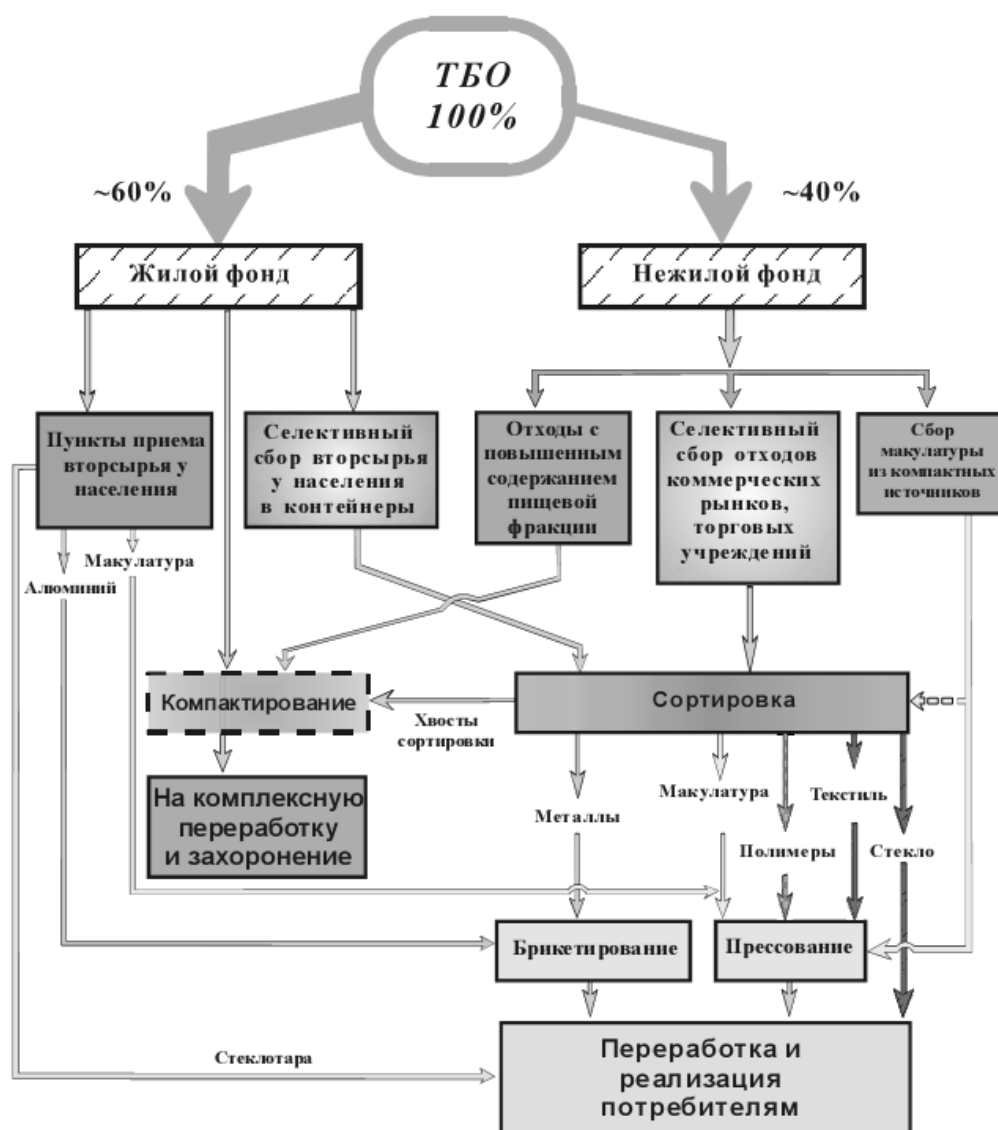 ТБО
100%
~60%
~40%
Жилой фонд
Нежилой фонд
Пункты приема
вторсырья у
населения
Селективный
сбор вторсырья
у населения
в контейнеры
Отходы с
повышенным
содержанием
пищевой
фракции
Селективный
сбор отходов
коммерческих
рынков,
торговых
учреждений
Сбор
макулатуры
из компактных
источников
Макулатура
Алюминий
Компактирование
Хвосты
сортировки
Сортировка
На комплексную
переработку
и захоронение
Металлы
Макулатура
Текстиль
Полимеры
Стекло
Брикетирование
Прессование
Стеклотара
Переработка и
реализация
потребителям